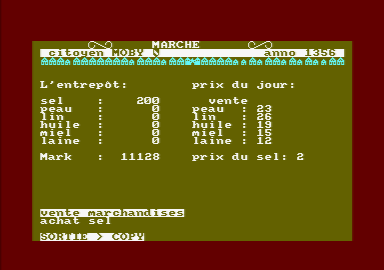 MARCHE
citoyen MOBY Q anno 1356
L'entrepôt: prix du jour:
sel : 200 vente
peau : 0 peau : 23
lin : 0 lin : 26
huile : 0 huile : 19
miel : 0 miel : 15
laine : 0 laine : 12
Mark : 11128 prix du sel: 2
vente marchandises
achat sel
SORTIE > COPY